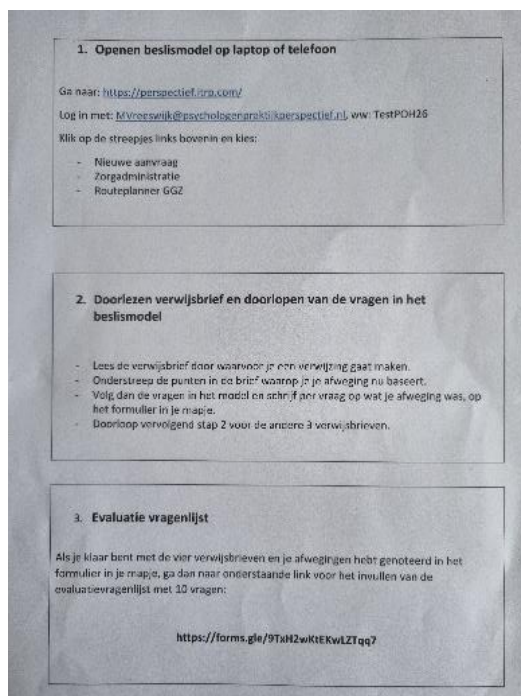 1. Openen beslismodel op laptop of telefoon
Ga naar: https://perspectief.itrp.com/
Log in met: MVreeswijk@psychologenpraktijkperspectief.nl, ww: TestPOH26
Klik op de streepjes links bovenin en kies:
- Nieuwe aanvraag
- Zorgadministratie
- Routeplanner GGZ
2. Doorlezen verwijsbrief en doorlopen van de vragen in het
beslismodel
- Lees de verwijsbrief door waarvoor je een verwijzing gaat maken.
- Onderstreep de punten in de brief waarop je je afweging nu baseert.
- Volg dan de vragen in het model en schrijf per vraag op wat je afweging was, op
het formulier in je mapje.
- Doorloop vervolgend stap 2 voor de andere 3 verwijsbrieven.
3. Evaluatie vragenlijst
Als je klaar bent met de vier verwijsbrieven en je afwegingen hebt genoteerd in het
formulier in je mapje, ga dan naar onderstaande link voor het invullen van de
evaluatievragenlijst met 10 vragen:
https://forms.gle/9TxH2wKtEKwLZTqq7